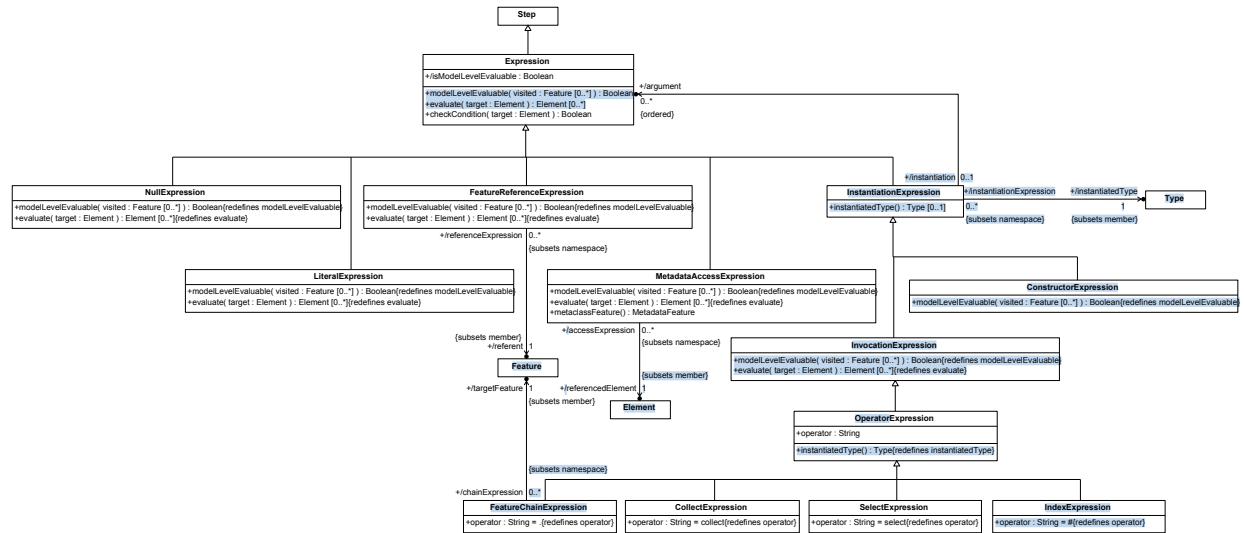 Step
Expression
+/isModelLevelEvaluable : Boolean
+modelLevelEvaluable( visited : Feature [0..*] ) : Boolean
+evaluate( target : Element ) : Element [0..*]
+checkCondition( target : Element ) : Boolean
+/argument
0..*
{ordered}
NullExpression
+modelLevelEvaluable( visited : Feature [0..*] ) : Boolean{redefines modelLevelEvaluable}
+evaluate( target : Element ) : Element [0..*]{redefines evaluate}
FeatureReferenceExpression
+modelLevelEvaluable( visited : Feature [0..*] ) : Boolean{redefines modelLevelEvaluable}
+evaluate( target : Element ) : Element [0..*]{redefines evaluate}
+/instantiation 0..1
InstantiationExpression
+instantiatedType() : Type [0..1]
+/instantiationExpression
0..*
{subsets namespace}
+/instantiatedType
1
{subsets member}
Type
+/referenceExpression 0..*
{subsets namespace}
LiteralExpression
+modelLevelEvaluable( visited : Feature [0..*] ) : Boolean{redefines modelLevelEvaluable}
+evaluate( target : Element ) : Element [0..*]{redefines evaluate}
MetadataAccessExpression
+modelLevelEvaluable( visited : Feature [0..*] ) : Boolean{redefines modelLevelEvaluable}
+evaluate( target : Element ) : Element [0..*]{redefines evaluate}
+metaclassFeature() : MetadataFeature
ConstructorExpression
+modelLevelEvaluable( visited : Feature [0..*] ) : Boolean{redefines modelLevelEvaluable}
+/accessExpression 0..*
{subsets namespace}
{subsets member}
+/referent 1
Feature
InvocationExpression
+modelLevelEvaluable( visited : Feature [0..*] ) : Boolean{redefines modelLevelEvaluable}
+evaluate( target : Element ) : Element [0..*]{redefines evaluate}
+/targetFeature 1
{subsets member}
{subsets member}
+/referencedElement 1
Element
OperatorExpression
+operator : String
+instantiatedType() : Type{redefines instantiatedType}
{subsets namespace}
+/chainExpression 0..*
FeatureChainExpression
+operator : String = .{redefines operator}
CollectExpression
+operator : String = collect{redefines operator}
SelectExpression
+operator : String = select{redefines operator}
IndexExpression
+operator : String = #{redefines operator}